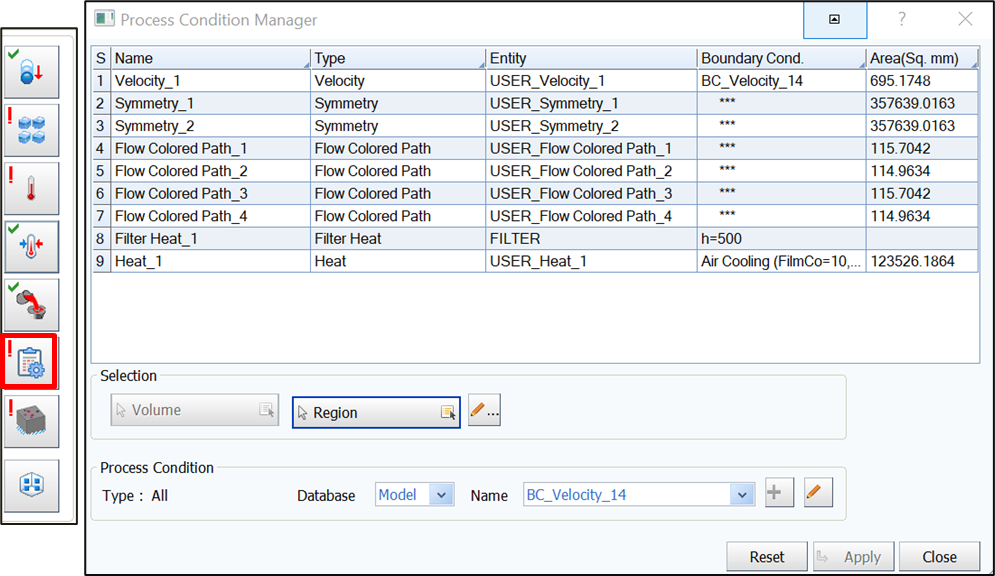 Process Condition Manager ?
S Name Type Entity Boundary Cond. Area(Sq. mm)
1 Velocity_1 Velocity USER_Velocity_1 BC_Velocity_14 695.1748
2 Symmetry_1 Symmetry USER_Symmetry_1 *** 357639.0163
3 Symmetry_2 Symmetry USER_Symmetry_2 *** 357639.0163
4 Flow Colored Path_1 Flow Colored Path USER_Flow Colored Path_1 *** 115.7042
5 Flow Colored Path_2 Flow Colored Path USER_Flow Colored Path_2 *** 114.9634
6 Flow Colored Path_3 Flow Colored Path USER_Flow Colored Path_3 *** 115.7042
7 Flow Colored Path_4 Flow Colored Path USER_Flow Colored Path_4 *** 114.9634
8 Filter Heat_1 Filter Heat FILTER h=500
9 Heat_1 Heat USER_Heat_1 Air Cooling (FilmCo=10,... 123526.1864
Selection
Volume Region ...
Process Condition
Type : All Database Model Name BC_Velocity_14
Reset Apply Close